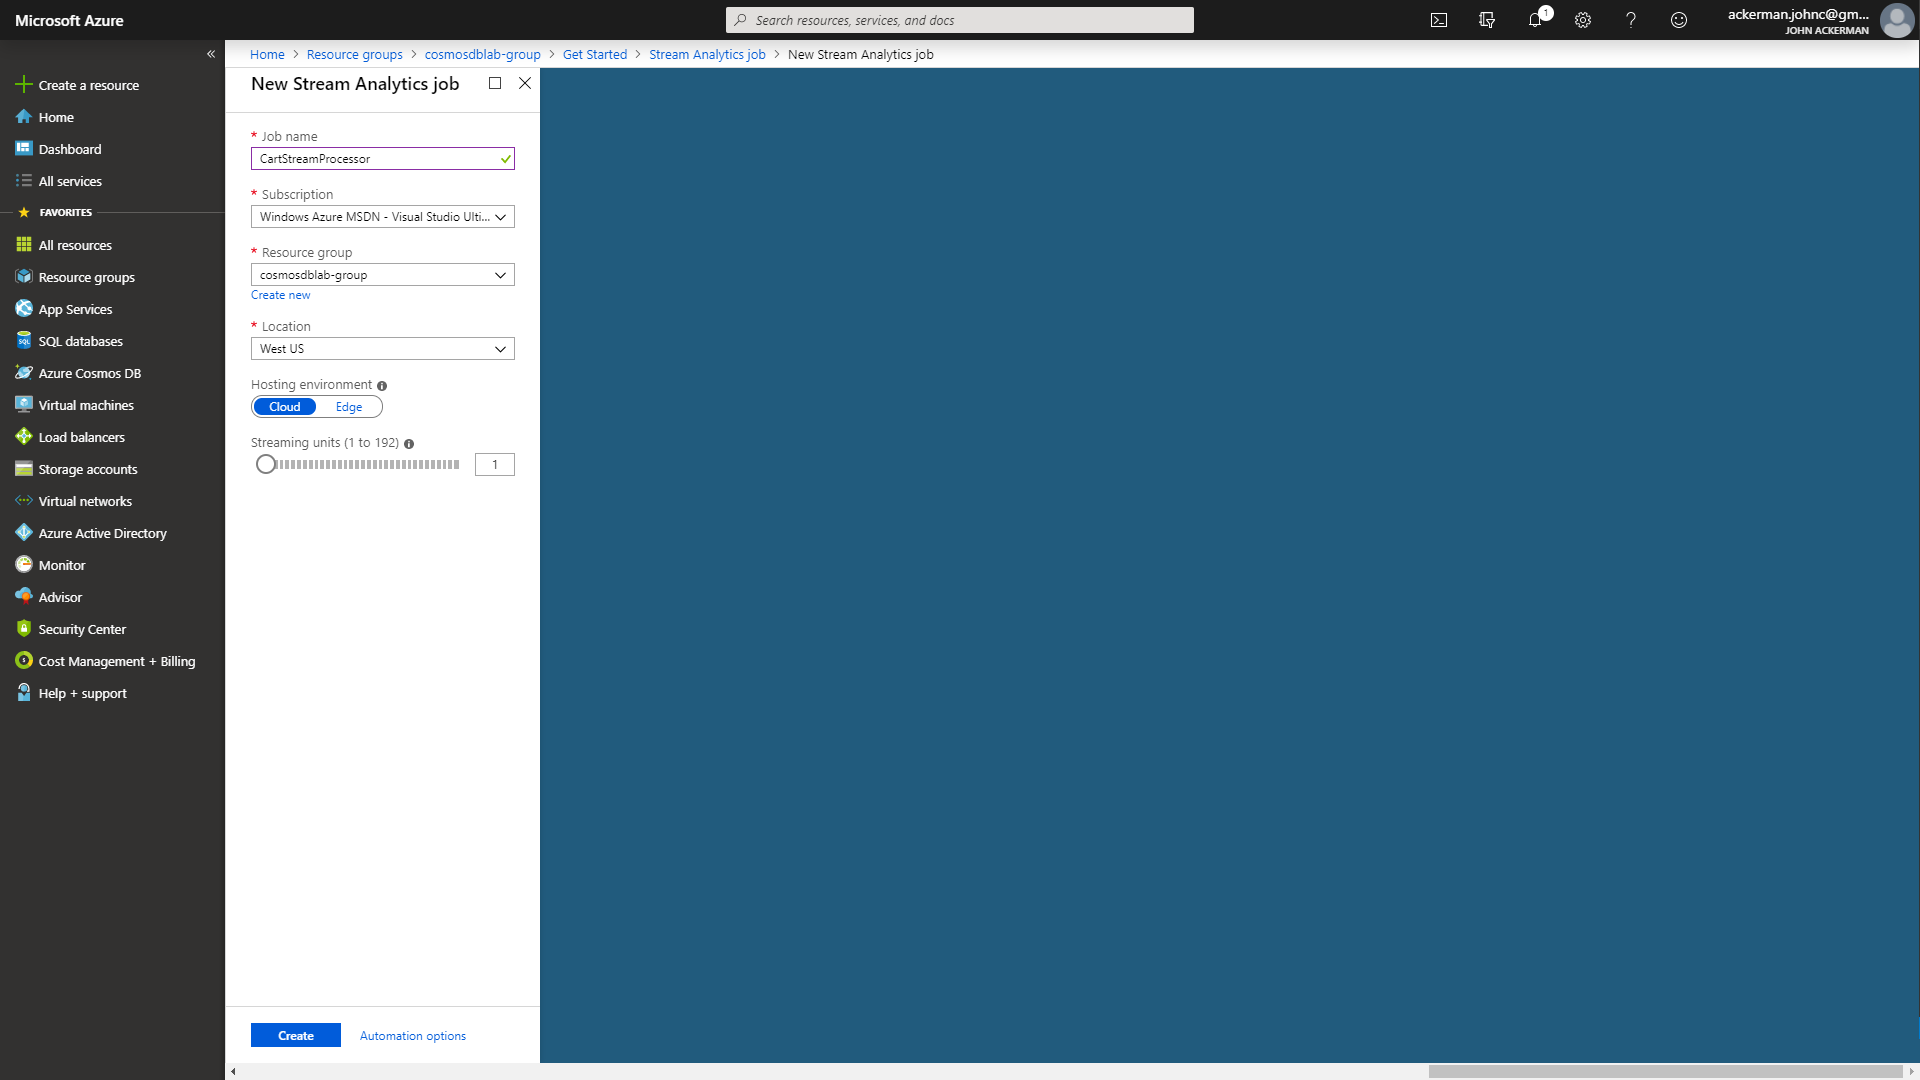 Microsoft Azure
Search resources, services, and docs
1
ackerman.johnc@gm...
JOHN ACKERMAN
Home > Resource groups > cosmosdblab-group > Get Started > Stream Analytics job > New Stream Analytics job
Create a resource
Home
Dashboard
All services
FAVORITES
All resources
Resource groups
App Services
SQL databases
Azure Cosmos DB
Virtual machines
Load balancers
Storage accounts
Virtual networks
Azure Active Directory
Monitor
Advisor
Security Center
Cost Management + Billing
Help + support
New Stream Analytics job
* Job name
CartStreamProcessor
* Subscription
Windows Azure MSDN - Visual Studio Ulti...
* Resource group
cosmosdblab-group
Create new
* Location
West US
Hosting environment
Cloud Edge
Streaming units (1 to 192)
1
Create Automation options